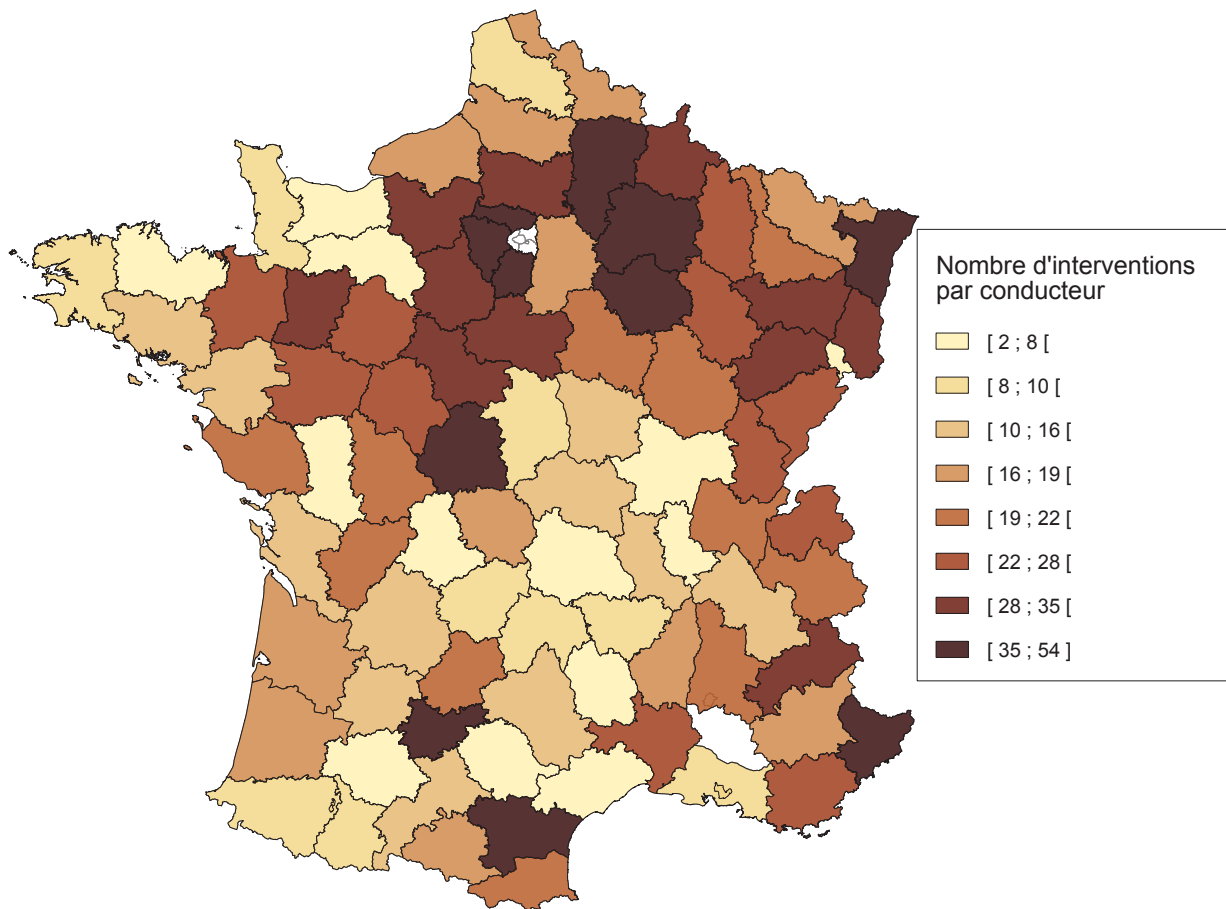 Nombre d'interventions
par conducteur
[ 2 ; 8 [
[ 8 ; 10 [
[ 10 ; 16 [
[ 16 ; 19 [
[ 19 ; 22 [
[ 22 ; 28 [
[ 28 ; 35 [
[ 35 ; 54 ]